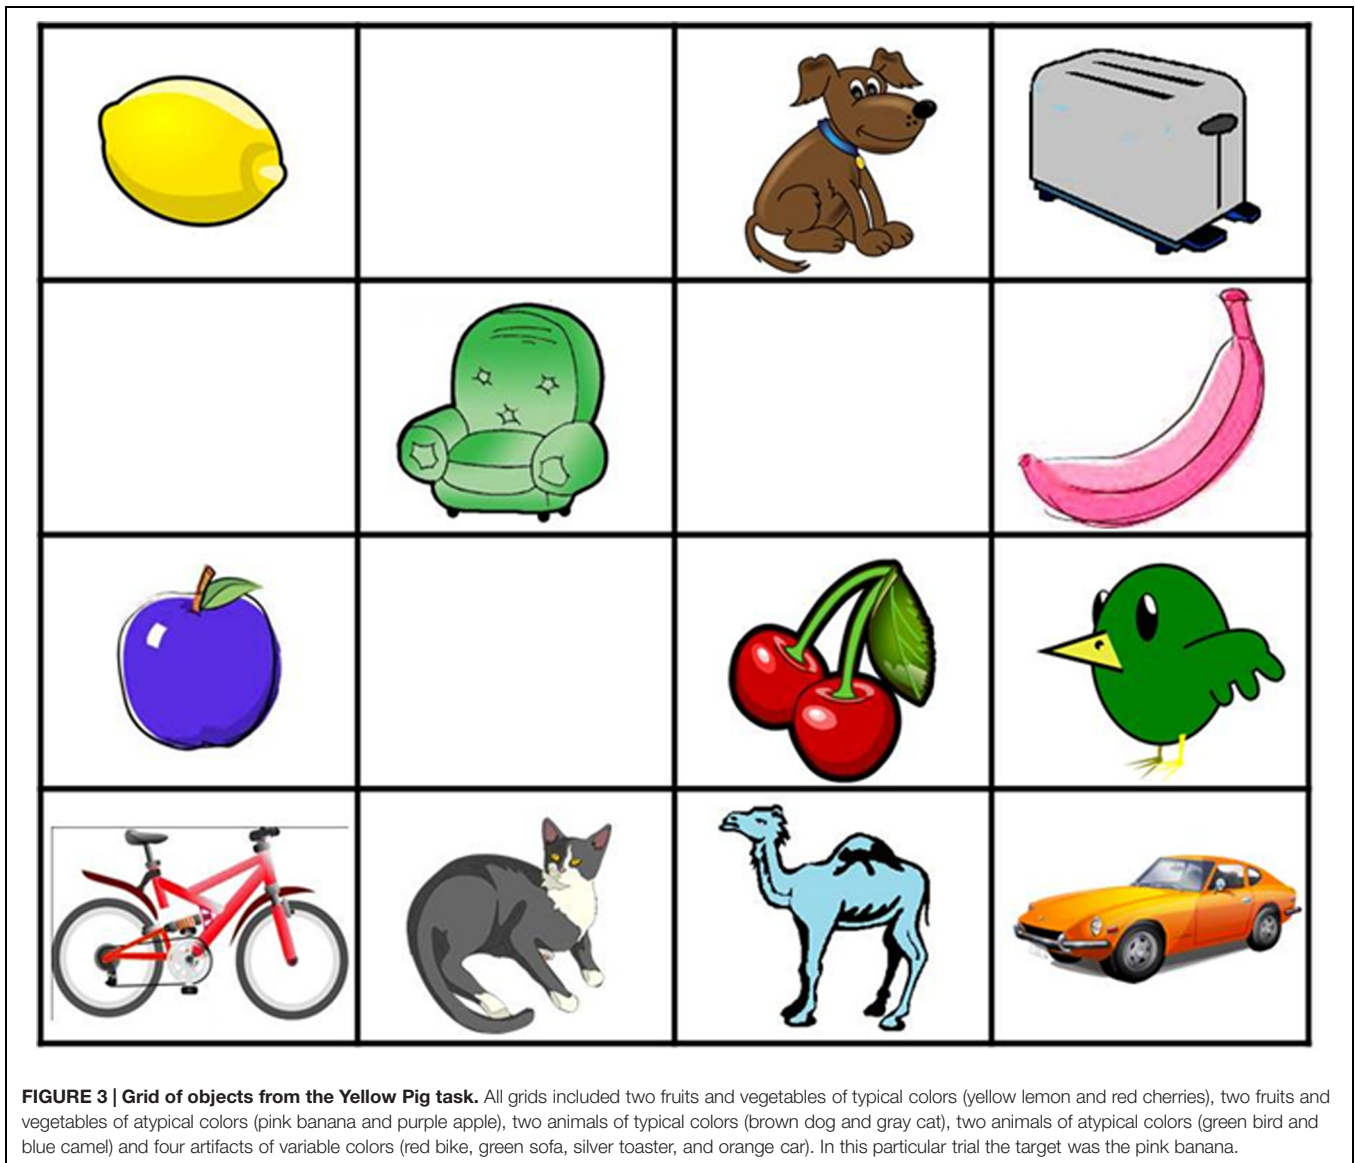 FIGURE 3 | Grid of objects from the Yellow Pig task. All grids included two fruits and vegetables of typical colors (yellow lemon and red cherries), two fruits and
vegetables of atypical colors (pink banana and purple apple), two animals of typical colors (brown dog and gray cat), two animals of atypical colors (green bird and
blue camel) and four artifacts of variable colors (red bike, green sofa, silver toaster, and orange car). In this particular trial the target was the pink banana.